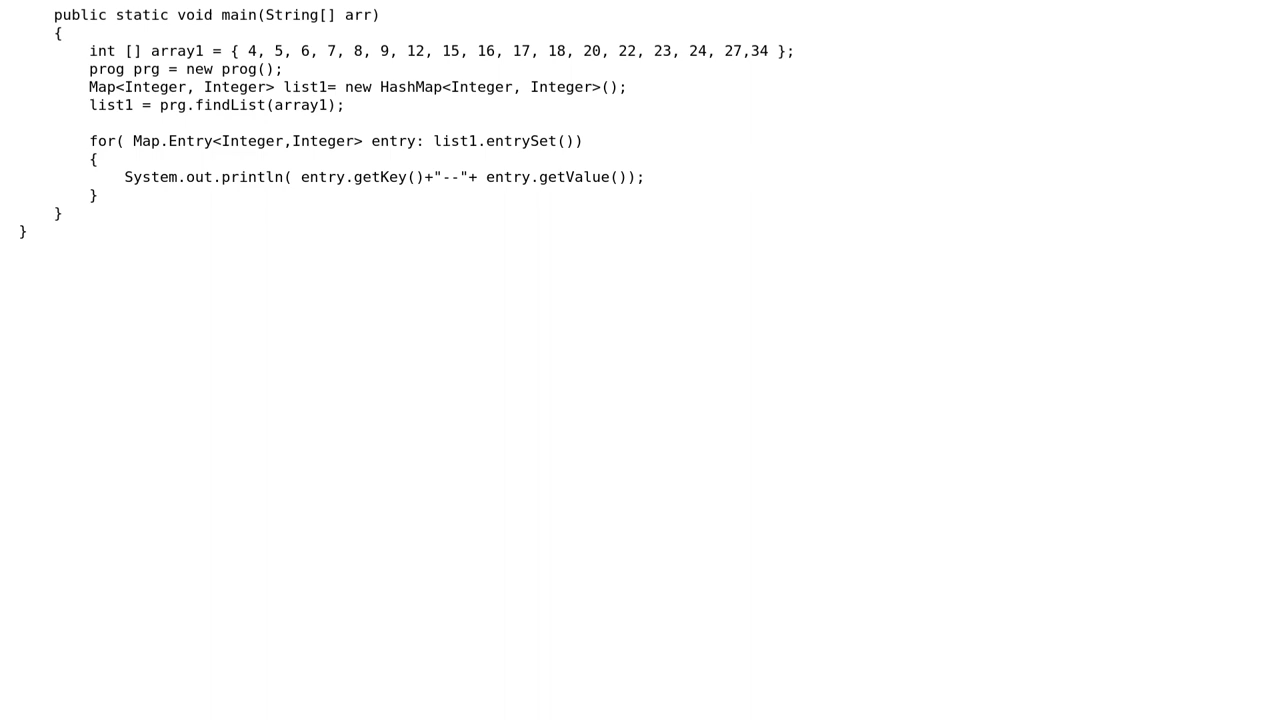 public static void main(String[] arr)
{
int [] array1 = { 4, 5, 6, 7, 8, 9, 12, 15, 16, 17, 18, 20, 22, 23, 24, 27,34 };
prog prg = new prog();
Map<Integer, Integer> list1= new HashMap<Integer, Integer>();
list1 = prg.findList(array1);
for( Map.Entry<Integer,Integer> entry: list1.entrySet())
{
System.out.println( entry.getKey()+"--"+ entry.getValue());
}
}
}